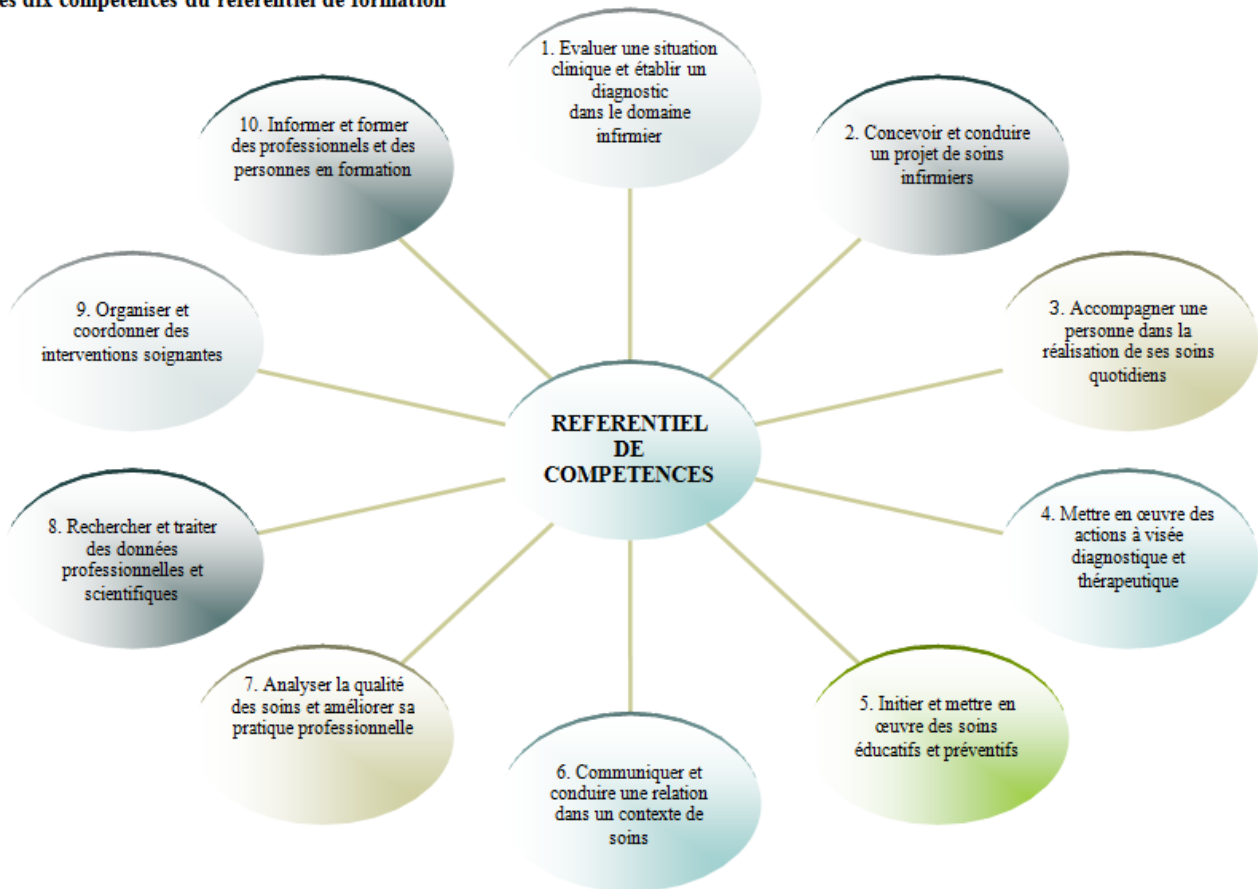 es dix compétences du référentiel de formation
1. Evaluer une situation
clinique et établir un
diagnostic
dans le domaine
infirmier
2. Concevoir et conduire
un projet de soins
infirmiers
3. Accompagner une
personne dans la
réalisation de ses soins
quotidiens
4. Mettre en œuvre des
actions à visée
diagnostique et
thérapeutique
5. Initier et mettre en
œuvre des soins
éducatifs et préventifs
6. Communiquer et
conduire une relation
dans un contexte de
soins
7. Analyser la qualité
des soins et améliorer sa
pratique professionnelle
8. Rechercher et traiter
des données
professionnelles et
scientifiques
9. Organiser et
coordonner des
interventions soignantes
10. Informer et former
des professionnels et des
personnes en formation
REFERENTIEL
DE
COMPETENCES